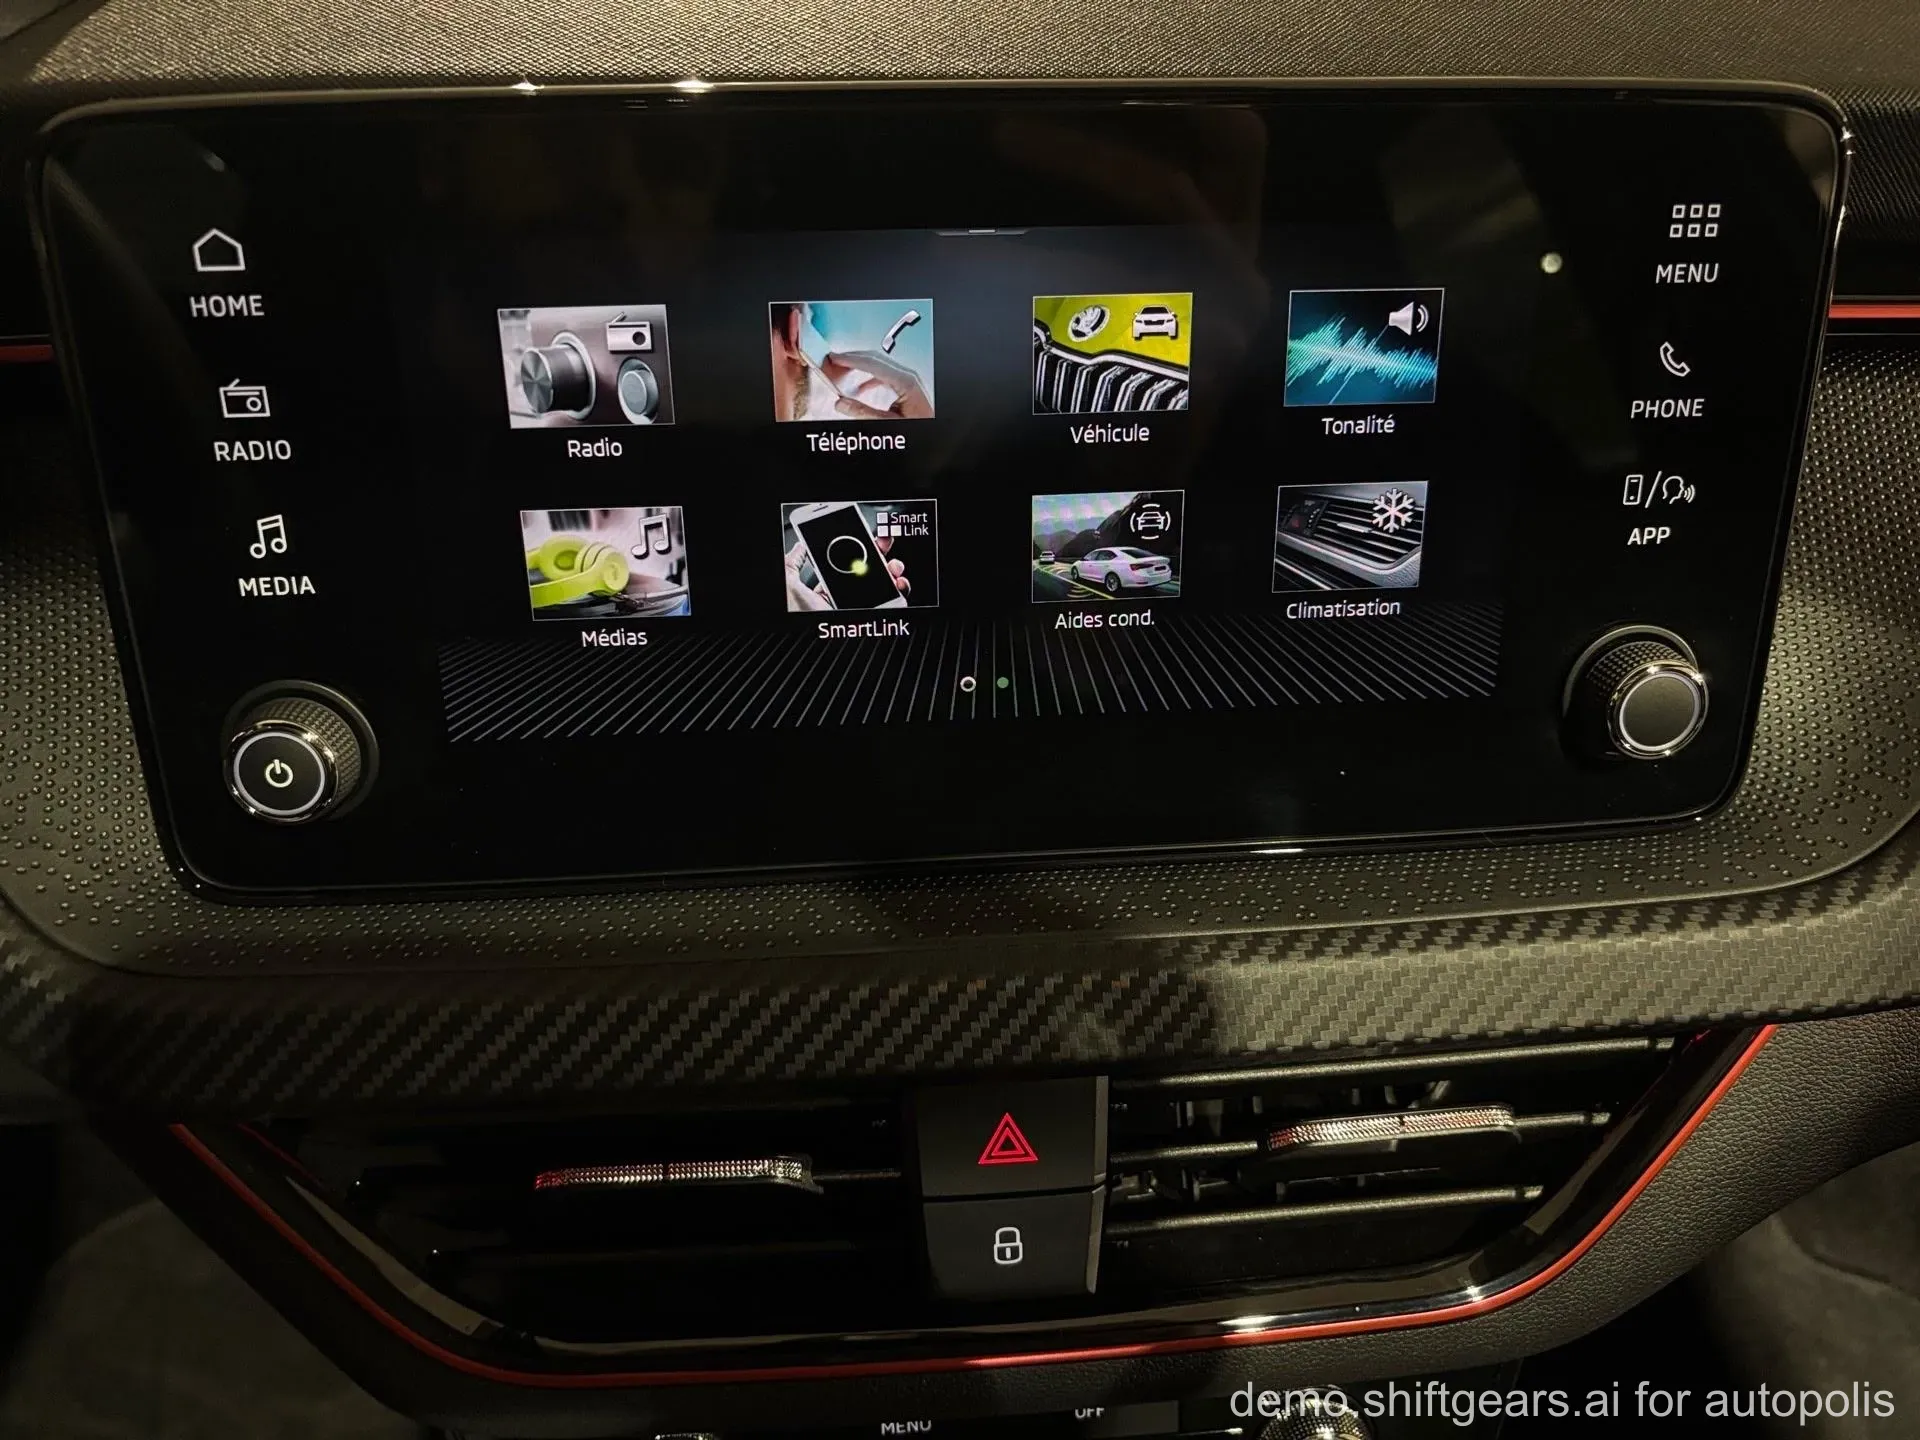 HOME
MENU
RADIO
PHONE
MEDIA
APP
Radio
Téléphone
Véhicule
Tonalité
Smart
Link
Médias
SmartLink
Aides cond.
Climatisation
MENU
OFF
demo.shiftgears.ai for autopolis